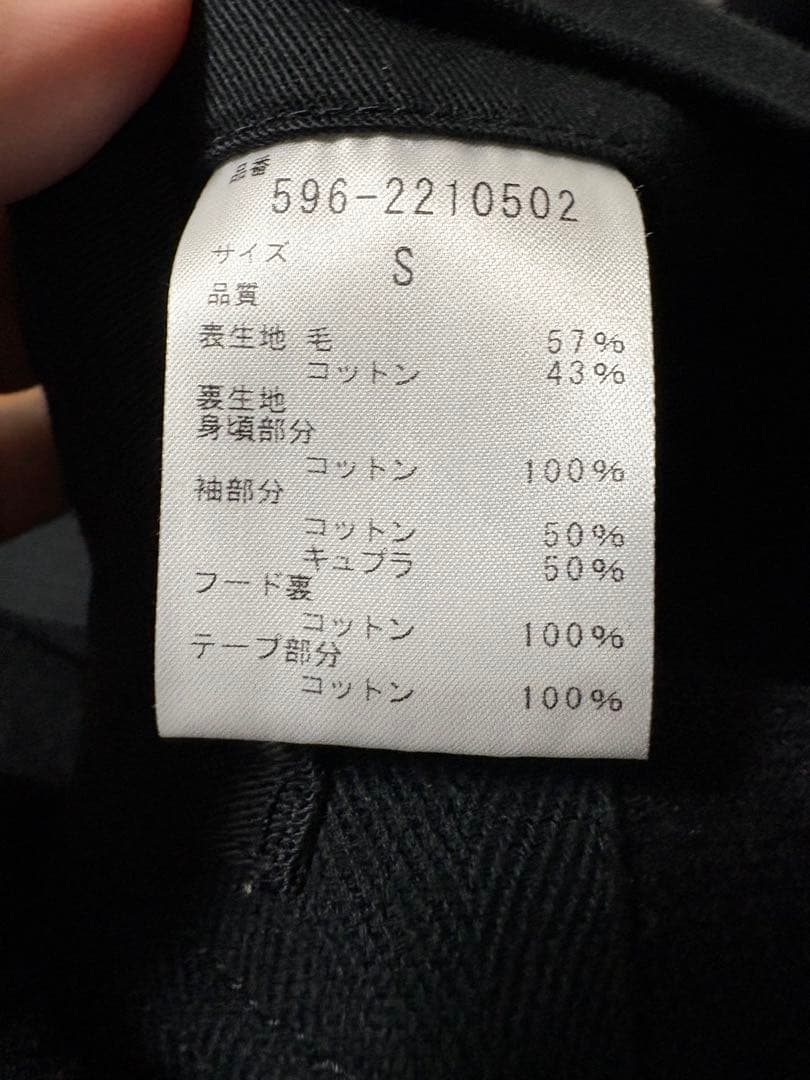 品番
596-2210502
サイズ S
品質
表生地 毛 57%
コットン 43%
裏生地
身頃部分
コットン 100%
袖部分
コットン 50%
キュプラ 50%
フード裏
コットン 100%
テープ部分
コットン 100%